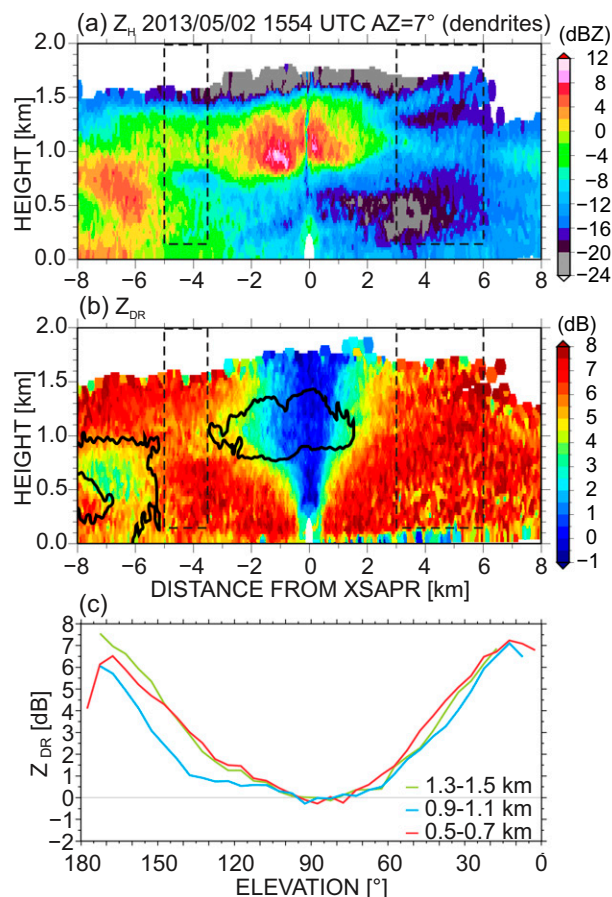 (a) Z_H 2013/05/02 1554 UTC AZ=7° (dendrites)
(dBZ)
HEIGHT [km]
2.0
1.5
1.0
0.5
0.0
−8 −6 −4 −2 0 2 4 6 8
12
8
4
0
−4
−8
−12
−16
−20
−24
(b) Z_DR
(dB)
HEIGHT [km]
2.0
1.5
1.0
0.5
0.0
−8 −6 −4 −2 0 2 4 6 8
DISTANCE FROM XSAPR [km]
8
7
6
5
4
3
2
1
0
−1
(c)
Z_DR [dB]
8
7
6
5
4
3
2
1
0
−1
−2
1.3-1.5 km
0.9-1.1 km
0.5-0.7 km
180 150 120 90 60 30 0
ELEVATION [°]